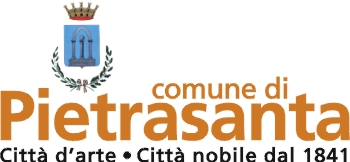 comune di
Pietrasanta
Città d'arte • Città nobile dal 1841